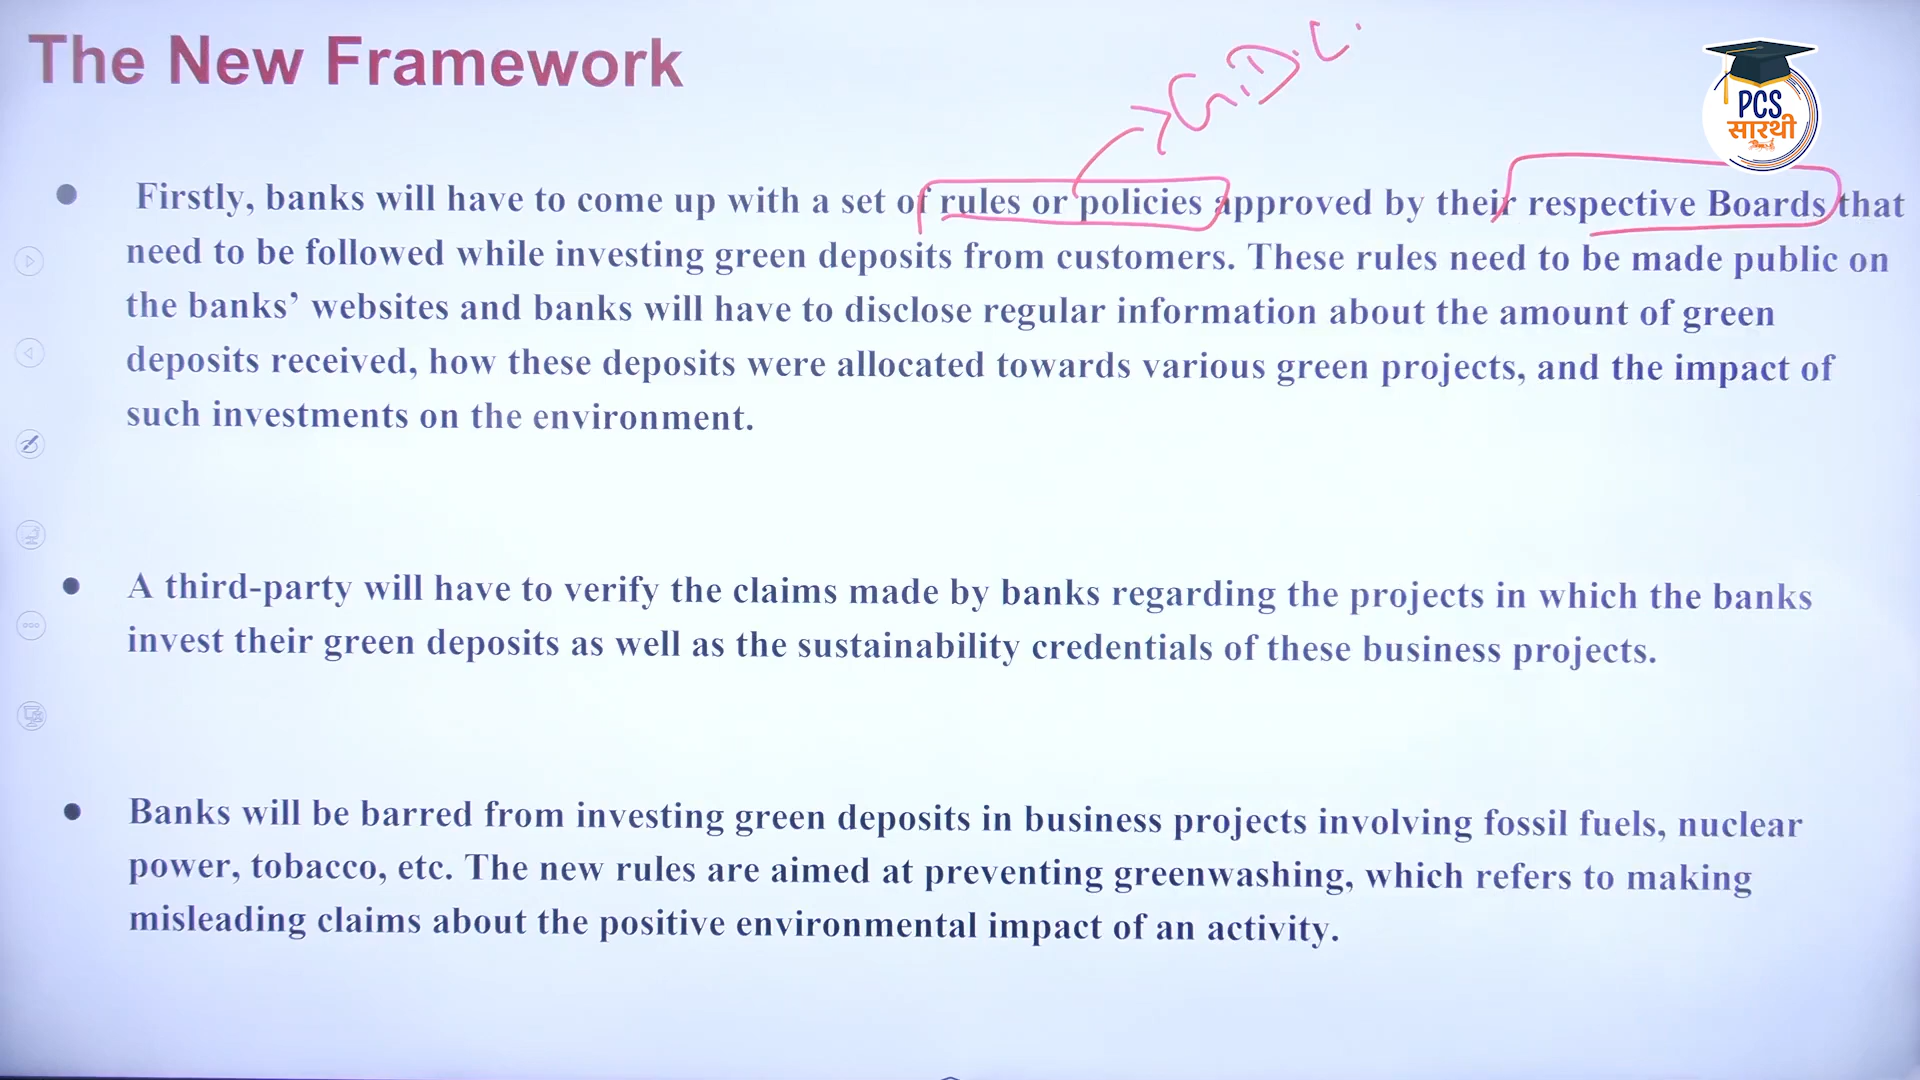 The New Framework
G.D.C.
PCS
सारथी
Firstly, banks will have to come up with a set of rules or policies approved by their respective Boards that
need to be followed while investing green deposits from customers. These rules need to be made public on
the banks’ websites and banks will have to disclose regular information about the amount of green
deposits received, how these deposits were allocated towards various green projects, and the impact of
such investments on the environment.
A third-party will have to verify the claims made by banks regarding the projects in which the banks
invest their green deposits as well as the sustainability credentials of these business projects.
Banks will be barred from investing green deposits in business projects involving fossil fuels, nuclear
power, tobacco, etc. The new rules are aimed at preventing greenwashing, which refers to making
misleading claims about the positive environmental impact of an activity.